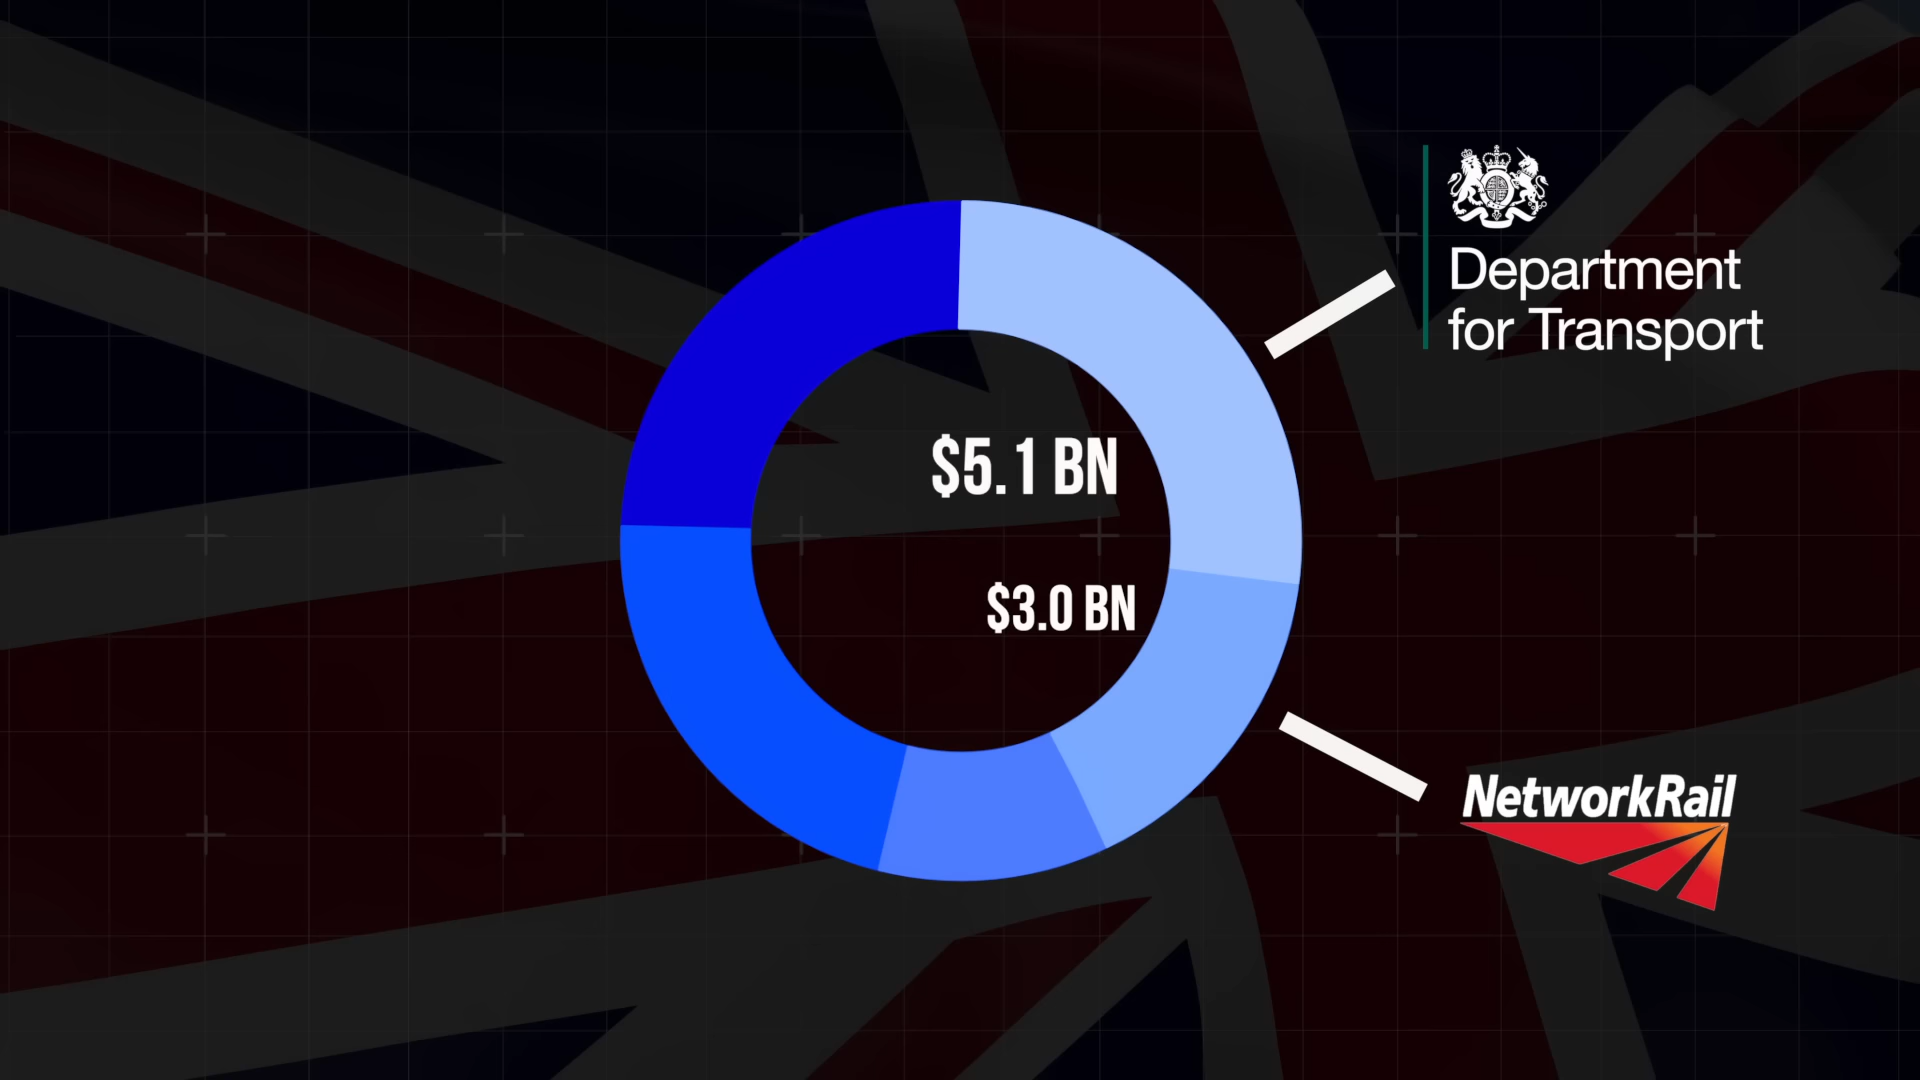 Department
for Transport
$5.1 BN
$3.0 BN
NetworkRail